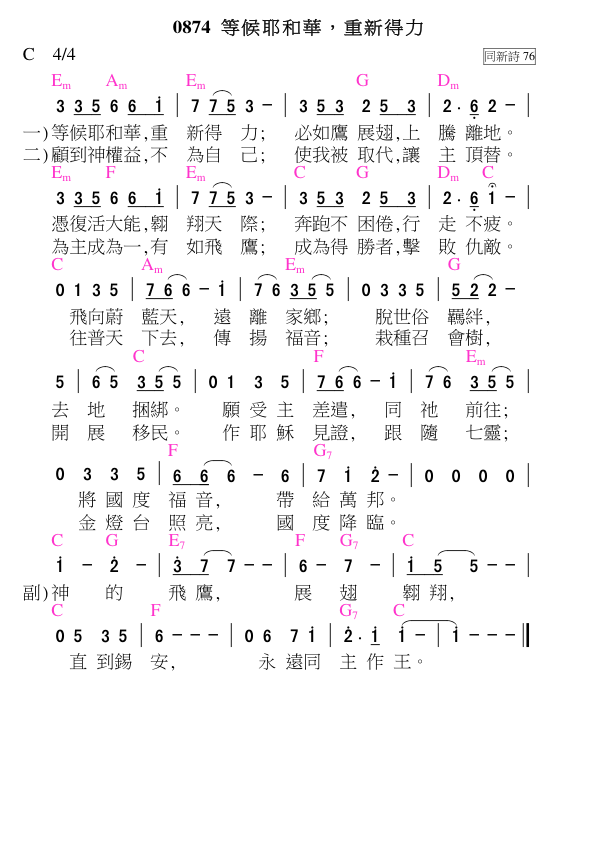 0874 等候耶和華，重新得力
C 4/4 同新詩 76
Em Am Em G Dm
3 3 5 6 6 i | 7 7 5 3 – | 3 5 3 2 5 3 | 2 · 6 2 – |
一)等候耶和華,重 新得 力; 必如鷹 展翅,上 騰 離地。
二)顧到神權益,不 為自 己; 使我被 取代,讓 主 頂替。
Em F Em C G Dm C
3 3 5 6 6 i | 7 7 5 3 – | 3 5 3 2 5 3 | 2 · 6 1 – |
憑復活大能,翱 翔天 際; 奔跑不 困倦,行 走 不疲。
為主成為一,有 如飛 鷹; 成為得 勝者,擊 敗 仇敵。
C Am Em G
0 1 3 5 | 7 6 6 – i | 7 6 3 5 5 | 0 3 3 5 | 5 2 2 –
飛向蔚 藍天, 遠 離 家鄉; 脫世俗 羈絆,
往普天 下去, 傳 揚 福音; 栽種召 會樹,
C F Em
5 | 6 5 3 5 5 | 0 1 3 5 | 7 6 6 – i | 7 6 3 5 5 |
去 地 捆綁。 願 受 主 差遣, 同 祂 前往;
開 展 移民。 作 耶 穌 見證, 跟 隨 七靈;
F G7
0 3 3 5 | 6 6 6 – 6 | 7 i 2 – | 0 0 0 0 |
將 國 度 福 音, 帶 給 萬 邦。
金 燈 台 照 亮, 國 度 降 臨。
C G E7 F G7 C
i – 2 – | 3 7 7 – – | 6 – 7 – | i 5 5 – – |
副)神 的 飛 鷹, 展 翅 翱 翔,
C F G7 C
0 5 3 5 | 6 – – – | 0 6 7 i | 2 · i i – | i – – – ||
直 到錫 安, 永 遠同 主 作 王。